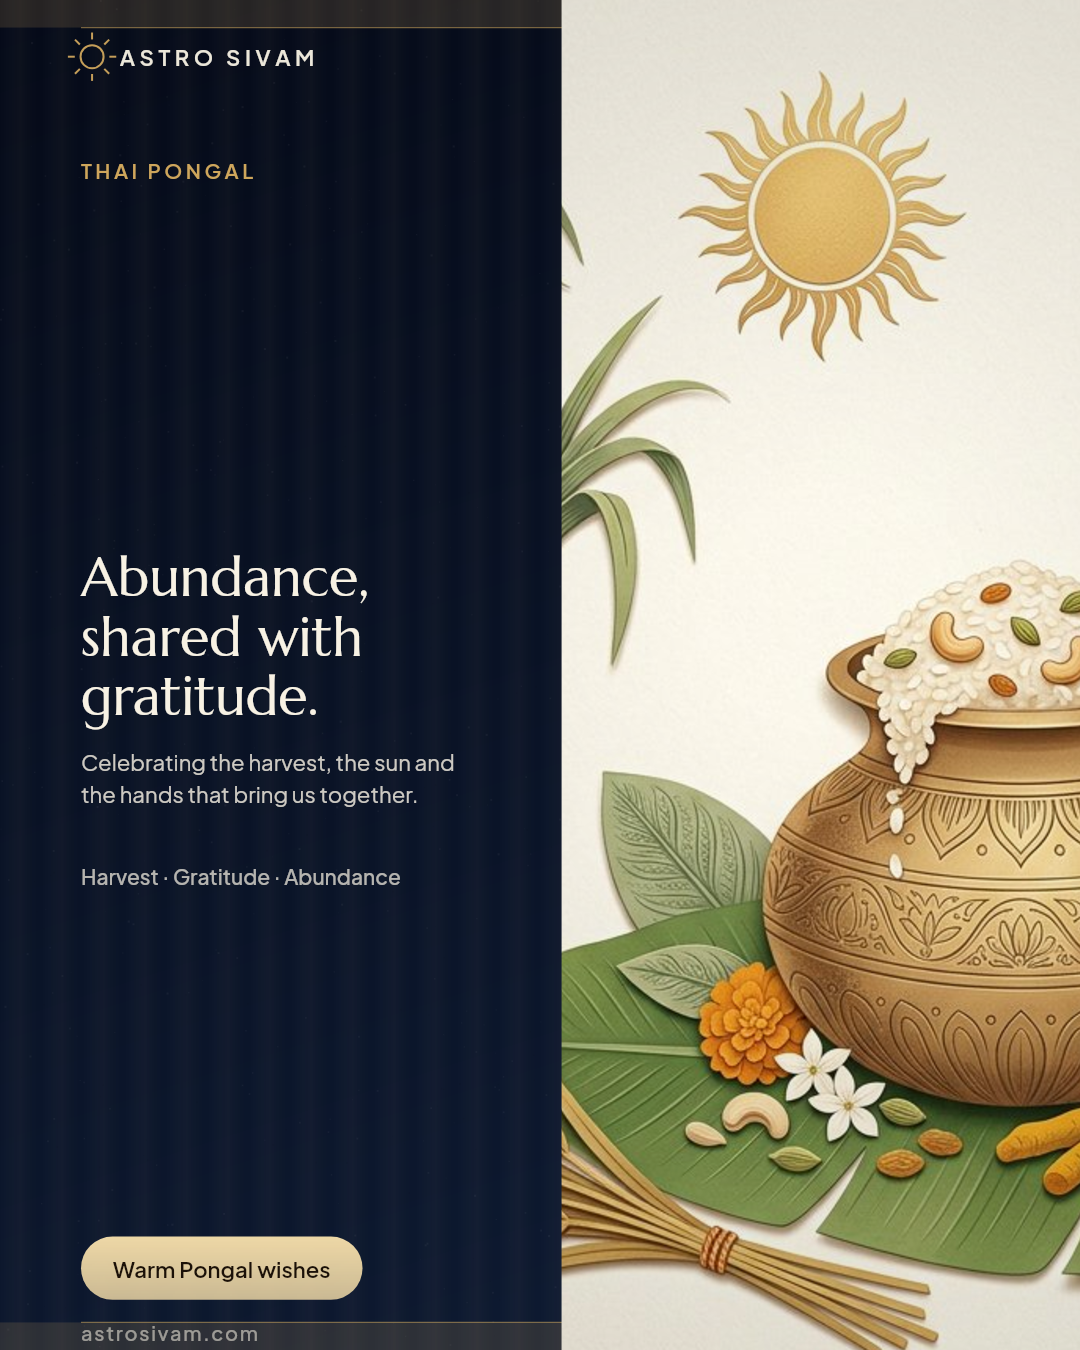 ASTRO SIVAM
THAI PONGAL
Abundance,
shared with
gratitude.
Celebrating the harvest, the sun and
the hands that bring us together.
Harvest · Gratitude · Abundance
Warm Pongal wishes
astrosivam.com